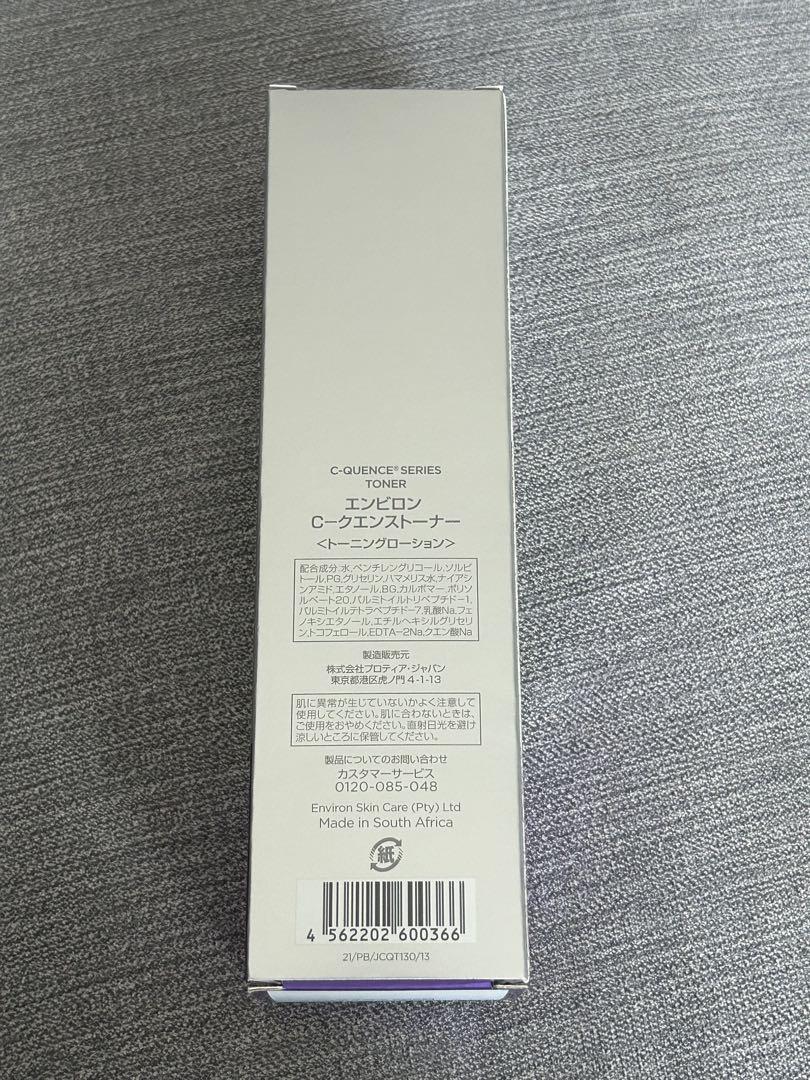 C-QUENCE® SERIES
TONER
エンビロン
C−クエンストーナー
＜トーニングローション＞
配合成分:水,ペンチレングリコール,ソルビ
トール,PG,グリセリン,ハマメリス水,ナイアシ
ンアミド,エタノール,BG,カルボマー,ポリソ
ルベート20,パルミトイルトリペプチド−1,
パルミトイルテトラペプチド−7,乳酸Na,フェ
ノキシエタノール,エチルヘキシルグリセリ
ン,トコフェロール,EDTA−2Na,クエン酸Na
製造販売元
株式会社プロティア・ジャパン
東京都港区虎ノ門 4-1-13
肌に異常が生じていないかよく注意して
使用してください。肌に合わないときは、
ご使用をおやめください。直射日光を避け
涼しいところに保管してください。
製品についてのお問い合わせ
カスタマーサービス
0120-085-048
Environ Skin Care (Pty) Ltd
Made in South Africa
紙
4 562202 600366
21/PB/JCQT130/13